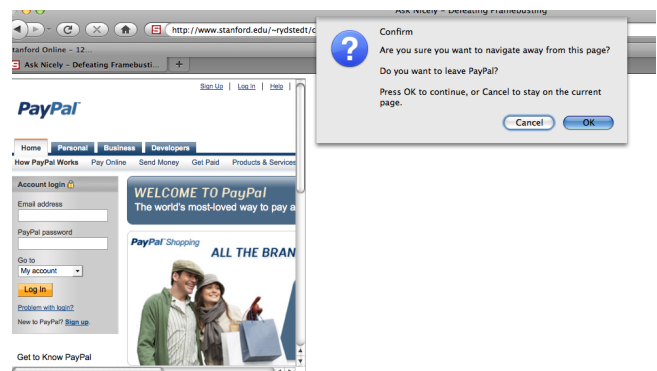 Ask Nicely – Defeating Framebusting
http://www.stanford.edu/~rydstedt/c
tanford Online – 12...
Ask Nicely – Defeating Framebusti...
Confirm
Are you sure you want to navigate away from this page?
Do you want to leave PayPal?
Press OK to continue, or Cancel to stay on the current
page.
Cancel OK
Sign Up | Log In | Help |
PayPal
Home Personal Business Developers
How PayPal Works Pay Online Send Money Get Paid Products & Services
Account login
Email address
PayPal password
Go to
My account
Log In
Problem with login?
New to PayPal? Sign up.
Get to Know PayPal
WELCOME TO PayPal
The world's most-loved way to pay a
PayPal Shopping
ALL THE BRAN